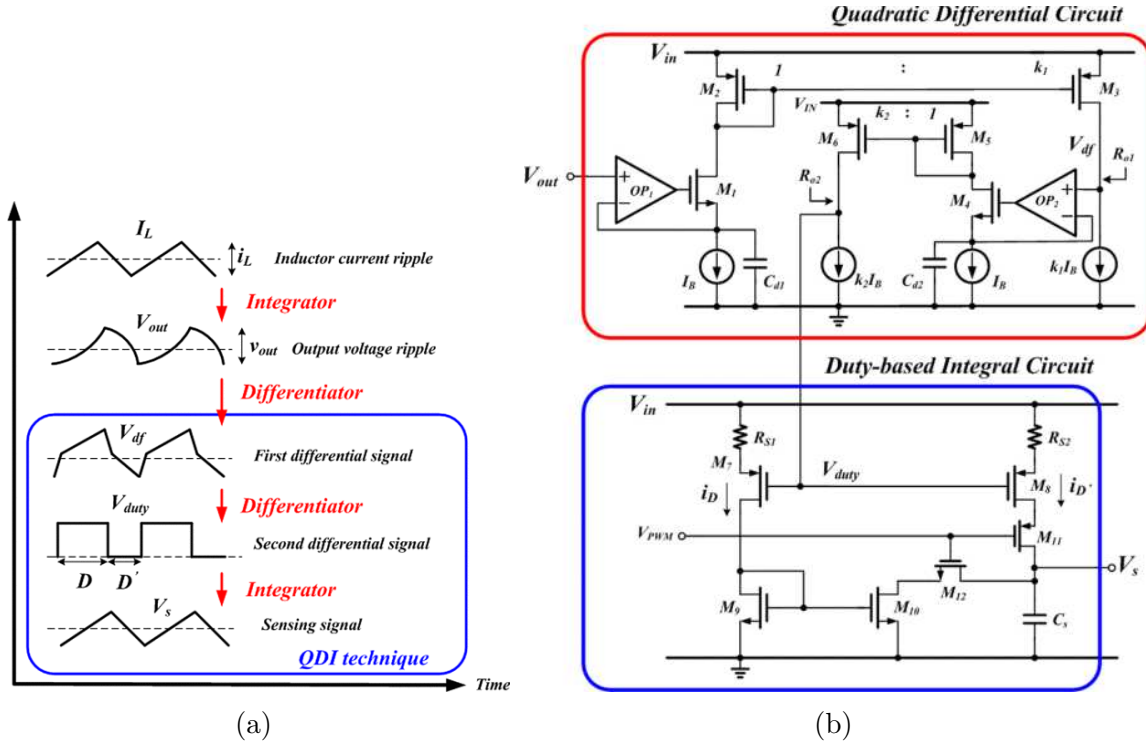 I_L
i_L
Inductor current ripple
Integrator
V_out
v_out
Output voltage ripple
Differentiator
V_df
First differential signal
Differentiator
V_duty
Second differential signal
D
D'
Integrator
V_s
Sensing signal
QDI technique
Time
(a)
Quadratic Differential Circuit
V_in
1 : k_1
M_2
M_3
V_IN
k_2 : 1
M_6
M_5
V_df
R_o1
V_out
+
OP_1
−
M_1
R_o2
M_4
+
OP_2
−
I_B
C_d1
k_2I_B
C_d2
I_B
k_1I_B
Duty-based Integral Circuit
V_in
R_S1
R_S2
M_7
V_duty
M_8
i_D
i_D'
V_PWM
M_11
V_s
M_12
M_9
M_10
C_s
(b)